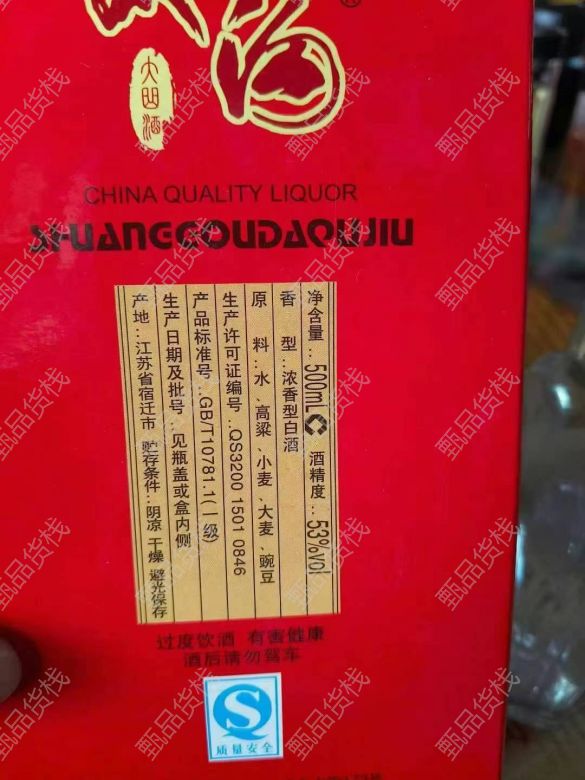 ®
大曲酒
CHINA QUALITY LIQUOR
SHUANGGOUDAQUJIU
净含量：500mL 酒精度：53%vol
香 型：浓香型白酒
原 料：水、高粱、小麦、大麦、豌豆
生产许可证编号：QS3200 1501 0846
产品标准号：GB/T10781.1(一级)
生产日期及批号：见瓶盖或盒内侧
产地：江苏省宿迁市 贮存条件：阴凉 干燥 避光保存
过度饮酒 有害健康
酒后请勿驾车
质量安全
甄品货栈